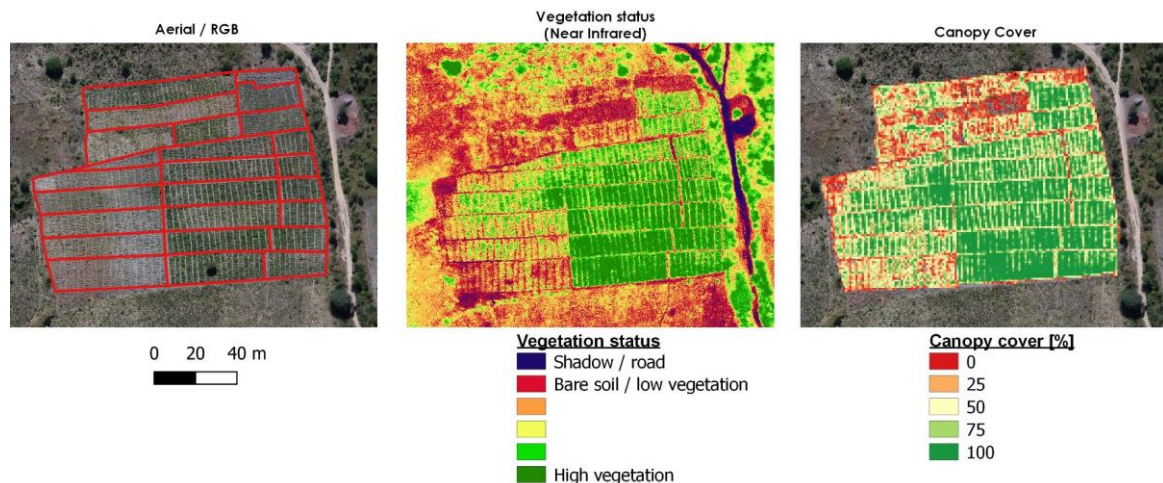 Aerial / RGB
Vegetation status
(Near Infrared)
Canopy Cover
0 20 40 m
Vegetation status
Shadow / road
Bare soil / low vegetation
High vegetation
Canopy cover [%]
0
25
50
75
100